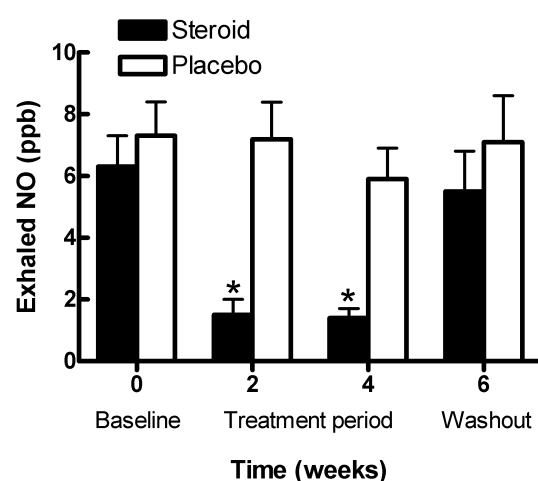 Steroid
Placebo
Exhaled NO (ppb)
10
8
6
4
2
0
*
*
0 2 4 6
Baseline Treatment period Washout
Time (weeks)